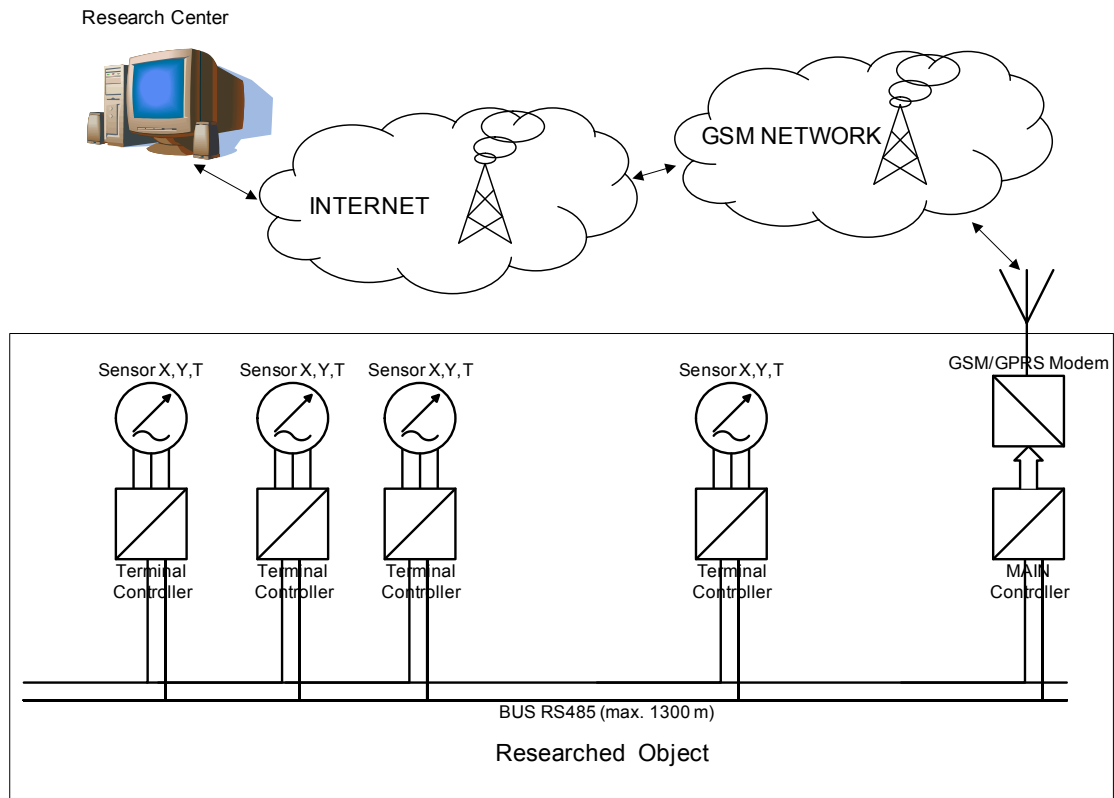 Research Center
GSM NETWORK
INTERNET
Sensor X,Y,T
Sensor X,Y,T
Sensor X,Y,T
Sensor X,Y,T
GSM/GPRS Modem
Terminal
Controller
Terminal
Controller
Terminal
Controller
Terminal
Controller
MAIN
Controller
BUS RS485 (max. 1300 m)
Researched Object